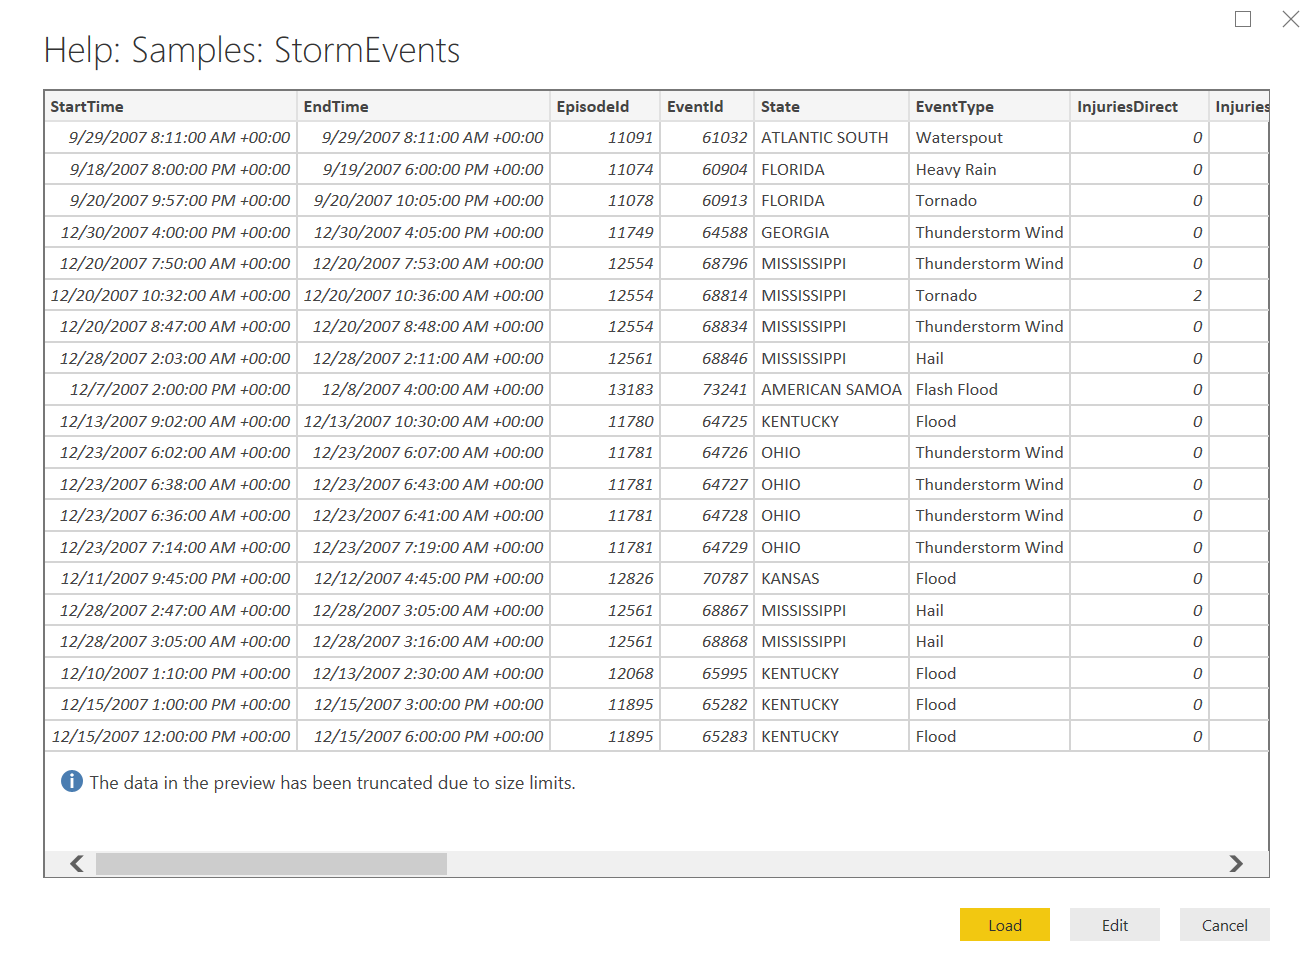 Help: Samples: StormEvents
StartTime EndTime EpisodeId EventId State EventType InjuriesDirect Injuries
9/29/2007 8:11:00 AM +00:00 9/29/2007 8:11:00 AM +00:00 11091 61032 ATLANTIC SOUTH Waterspout 0
9/18/2007 8:00:00 PM +00:00 9/19/2007 6:00:00 PM +00:00 11074 60904 FLORIDA Heavy Rain 0
9/20/2007 9:57:00 PM +00:00 9/20/2007 10:05:00 PM +00:00 11078 60913 FLORIDA Tornado 0
12/30/2007 4:00:00 PM +00:00 12/30/2007 4:05:00 PM +00:00 11749 64588 GEORGIA Thunderstorm Wind 0
12/20/2007 7:50:00 AM +00:00 12/20/2007 7:53:00 AM +00:00 12554 68796 MISSISSIPPI Thunderstorm Wind 0
12/20/2007 10:32:00 AM +00:00 12/20/2007 10:36:00 AM +00:00 12554 68814 MISSISSIPPI Tornado 2
12/20/2007 8:47:00 AM +00:00 12/20/2007 8:48:00 AM +00:00 12554 68834 MISSISSIPPI Thunderstorm Wind 0
12/28/2007 2:03:00 AM +00:00 12/28/2007 2:11:00 AM +00:00 12561 68846 MISSISSIPPI Hail 0
12/7/2007 2:00:00 PM +00:00 12/8/2007 4:00:00 AM +00:00 13183 73241 AMERICAN SAMOA Flash Flood 0
12/13/2007 9:02:00 AM +00:00 12/13/2007 10:30:00 AM +00:00 11780 64725 KENTUCKY Flood 0
12/23/2007 6:02:00 AM +00:00 12/23/2007 6:07:00 AM +00:00 11781 64726 OHIO Thunderstorm Wind 0
12/23/2007 6:38:00 AM +00:00 12/23/2007 6:43:00 AM +00:00 11781 64727 OHIO Thunderstorm Wind 0
12/23/2007 6:36:00 AM +00:00 12/23/2007 6:41:00 AM +00:00 11781 64728 OHIO Thunderstorm Wind 0
12/23/2007 7:14:00 AM +00:00 12/23/2007 7:19:00 AM +00:00 11781 64729 OHIO Thunderstorm Wind 0
12/11/2007 9:45:00 PM +00:00 12/12/2007 4:45:00 PM +00:00 12826 70787 KANSAS Flood 0
12/28/2007 2:47:00 AM +00:00 12/28/2007 3:05:00 AM +00:00 12561 68867 MISSISSIPPI Hail 0
12/28/2007 3:05:00 AM +00:00 12/28/2007 3:16:00 AM +00:00 12561 68868 MISSISSIPPI Hail 0
12/10/2007 1:10:00 PM +00:00 12/13/2007 2:30:00 AM +00:00 12068 65995 KENTUCKY Flood 0
12/15/2007 1:00:00 PM +00:00 12/15/2007 3:00:00 PM +00:00 11895 65282 KENTUCKY Flood 0
12/15/2007 12:00:00 PM +00:00 12/15/2007 6:00:00 PM +00:00 11895 65283 KENTUCKY Flood 0
The data in the preview has been truncated due to size limits.
Load Edit Cancel